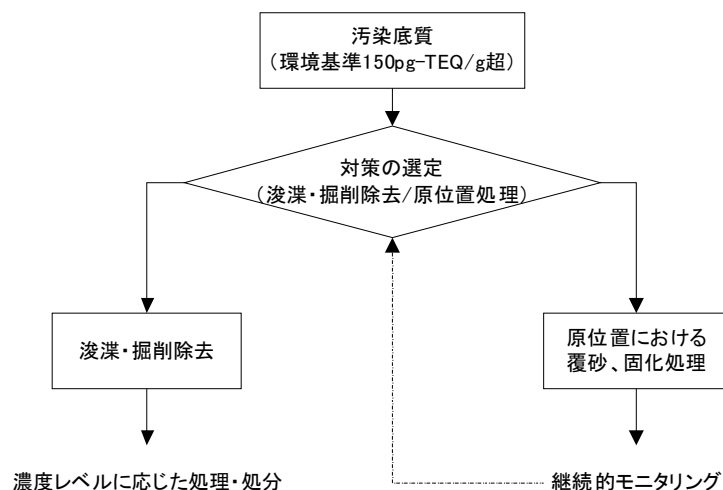 汚染底質
(環境基準150pg-TEQ/g超)
対策の選定
(浚渫・掘削除去/原位置処理)
浚渫・掘削除去
原位置における
覆砂、固化処理
濃度レベルに応じた処理・処分
継続的モニタリング